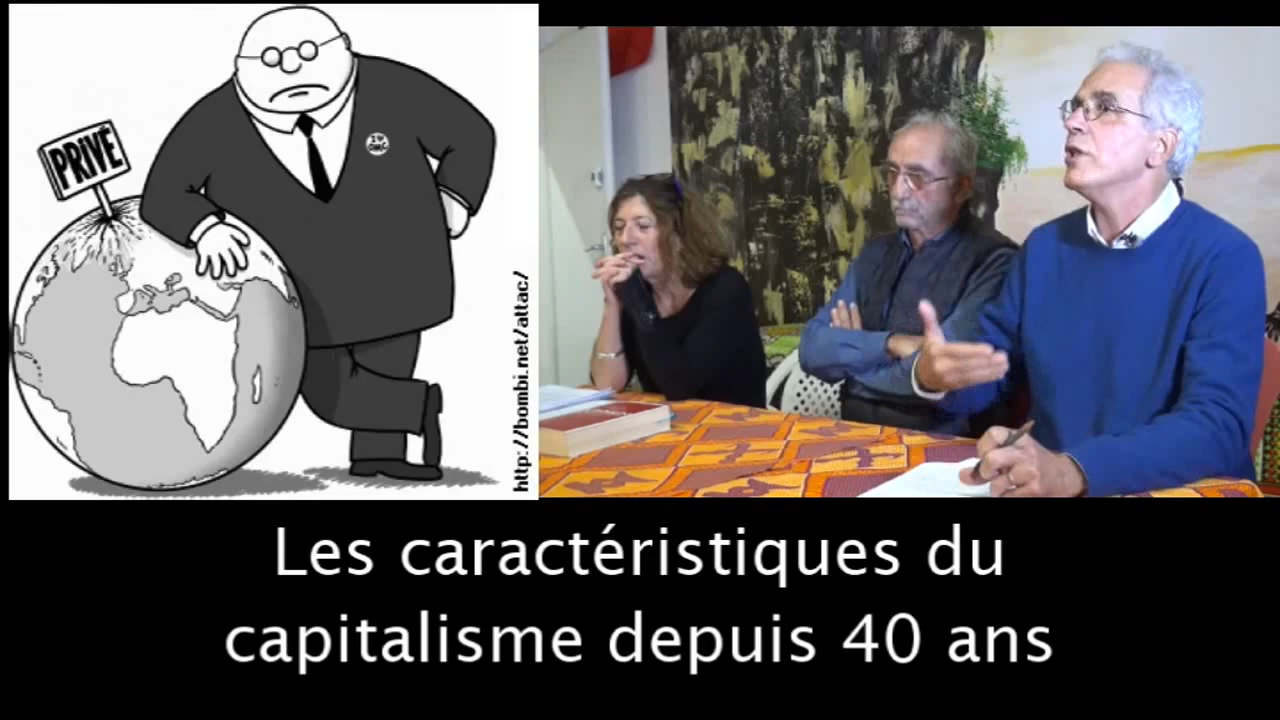 PRIVÉ
http://bombi.net/attac/
Les caractéristiques du
capitalisme depuis 40 ans